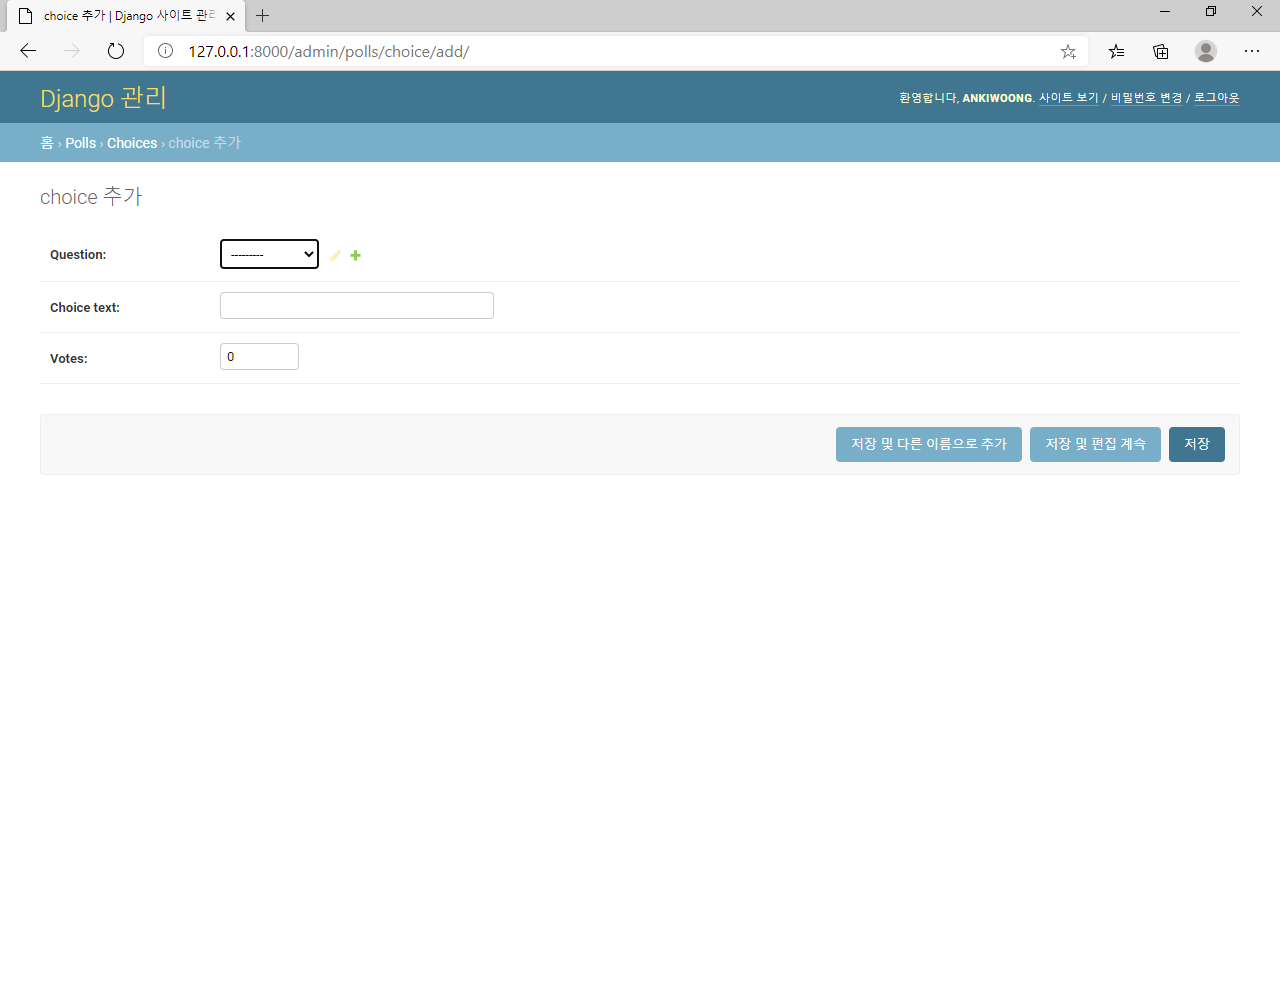 choice 추가 | Django 사이트 관리
127.0.0.1:8000/admin/polls/choice/add/
Django 관리
환영합니다, ANKIWOONG. 사이트 보기 / 비밀번호 변경 / 로그아웃
홈 › Polls › Choices › choice 추가
choice 추가
Question: ---------
Choice text:
Votes: 0
저장 및 다른 이름으로 추가 저장 및 편집 계속 저장